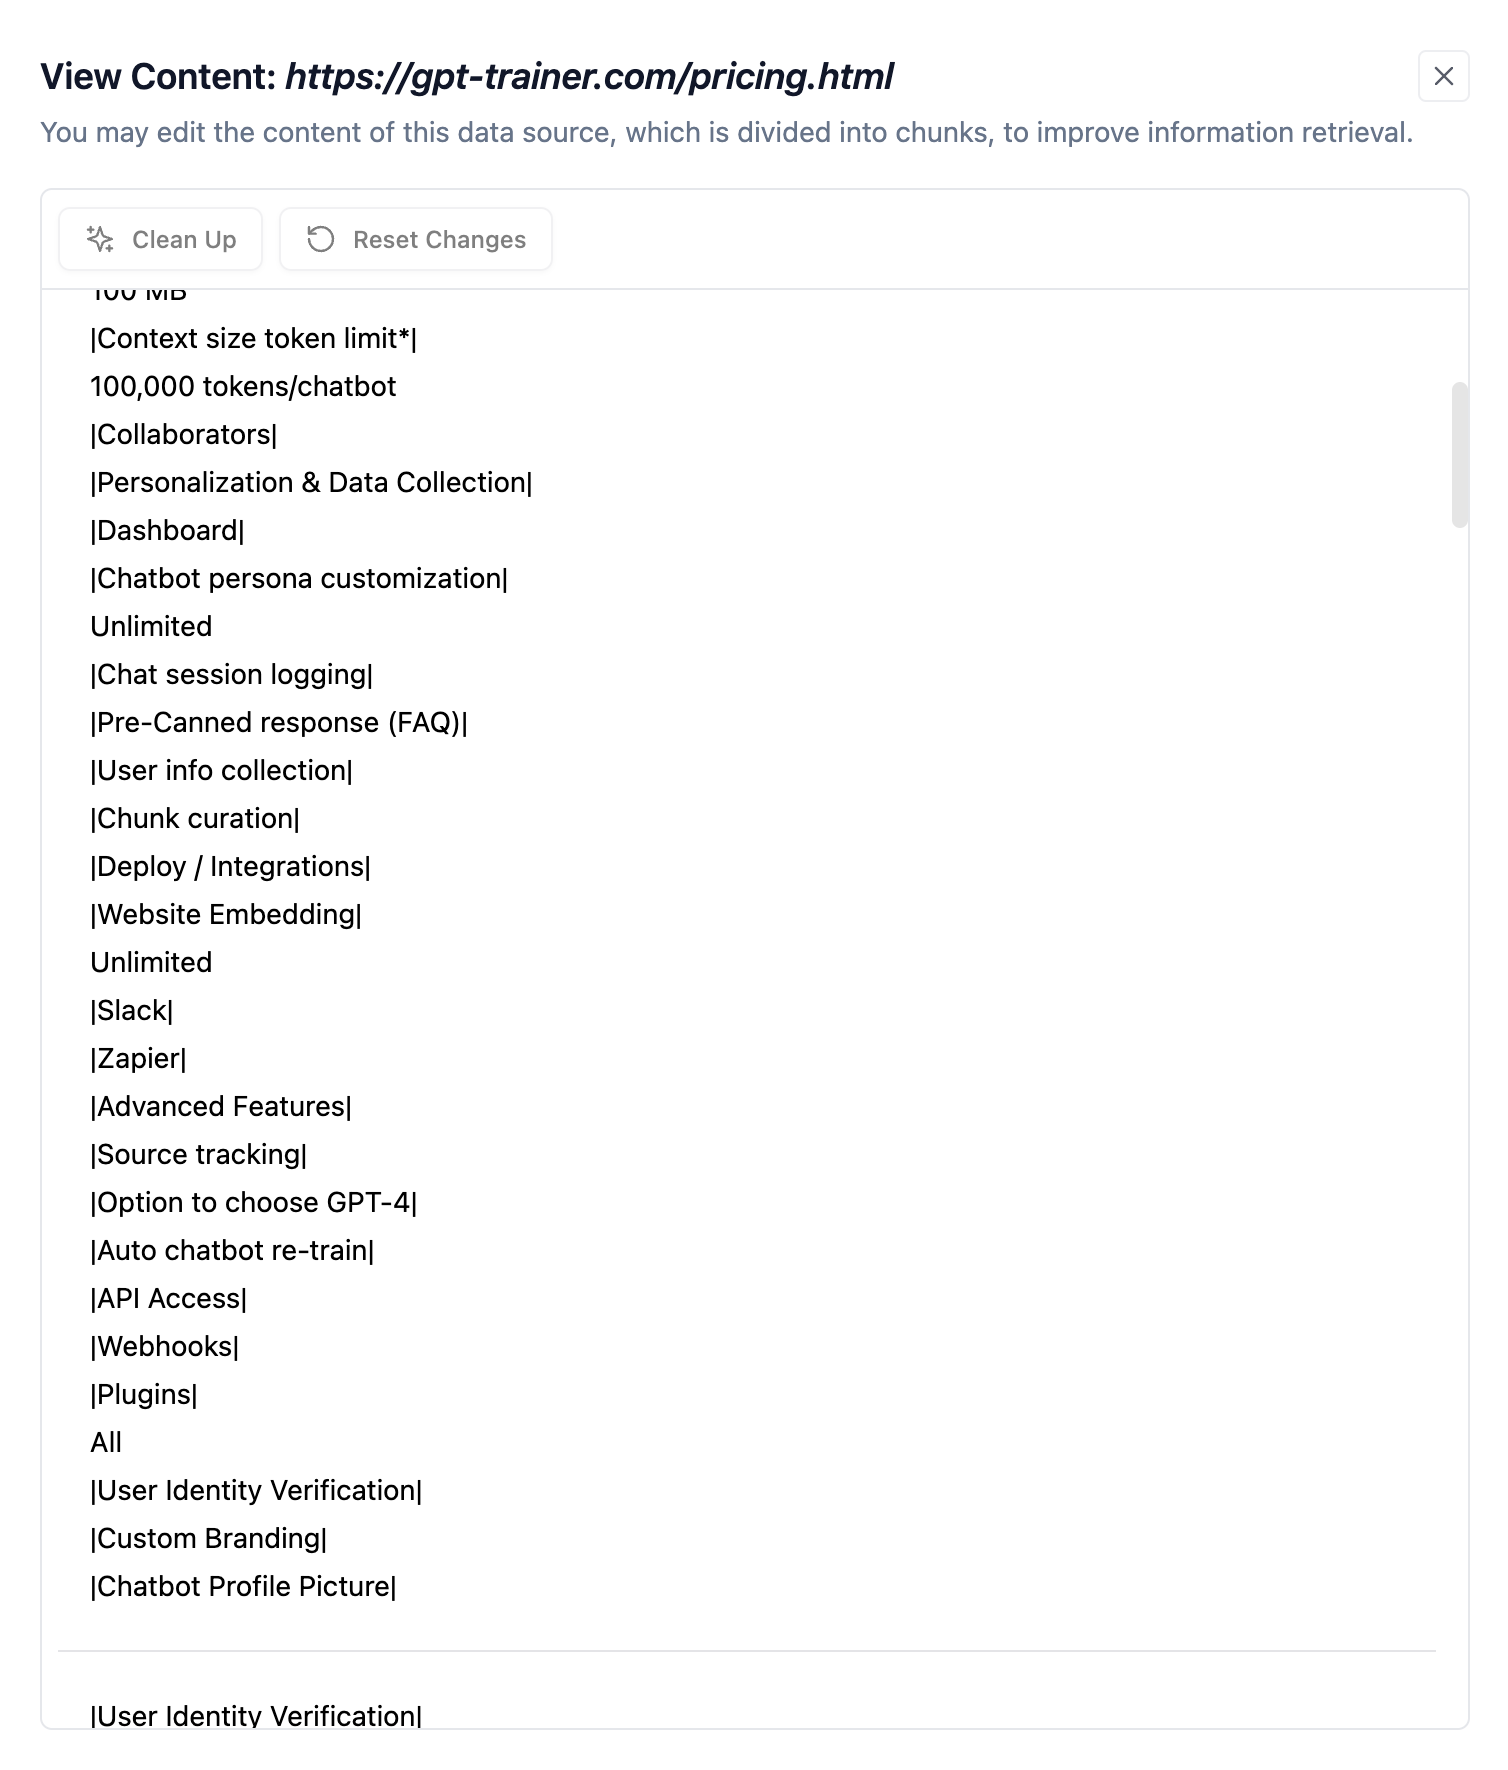 View Content: https://gpt-trainer.com/pricing.html
You may edit the content of this data source, which is divided into chunks, to improve information retrieval.
Clean Up
Reset Changes
100 MB
|Context size token limit*|
100,000 tokens/chatbot
|Collaborators|
|Personalization & Data Collection|
|Dashboard|
|Chatbot persona customization|
Unlimited
|Chat session logging|
|Pre-Canned response (FAQ)|
|User info collection|
|Chunk curation|
|Deploy / Integrations|
|Website Embedding|
Unlimited
|Slack|
|Zapier|
|Advanced Features|
|Source tracking|
|Option to choose GPT-4|
|Auto chatbot re-train|
|API Access|
|Webhooks|
|Plugins|
All
|User Identity Verification|
|Custom Branding|
|Chatbot Profile Picture|
|User Identity Verification|